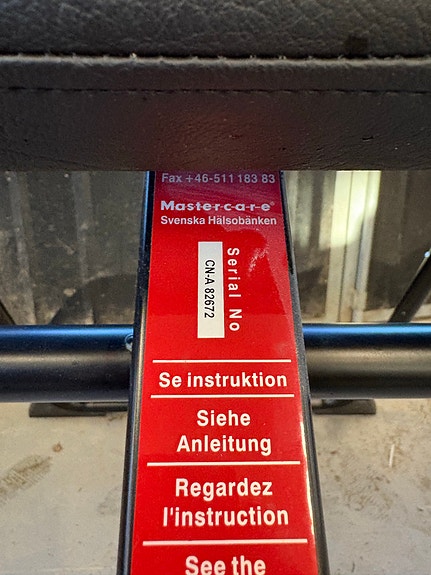 Fax +46-511 183 83
Mastercare®
Svenska Hälsobänken
Serial No
CN-A 82672
Se instruktion
Siehe
Anleitung
Regardez
l'instruction
See the